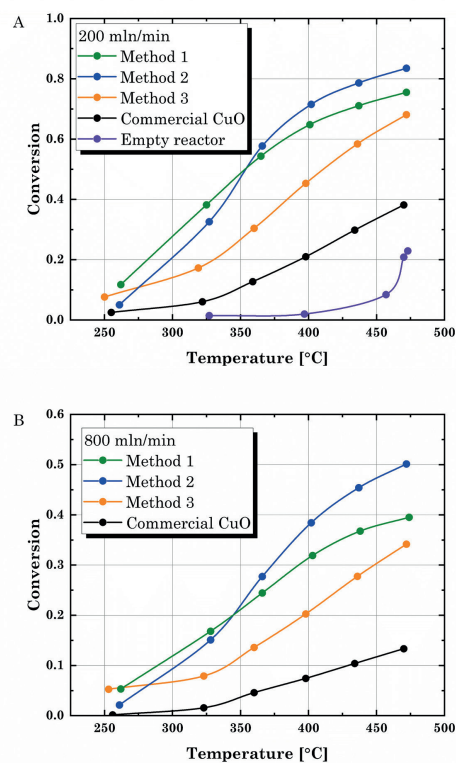 A
200 mln/min
Method 1
Method 2
Method 3
Commercial CuO
Empty reactor
Conversion
1.0
0.8
0.6
0.4
0.2
0.0
250 300 350 400 450 500
Temperature [°C]
B
800 mln/min
Method 1
Method 2
Method 3
Commercial CuO
Conversion
0.6
0.5
0.4
0.3
0.2
0.1
0.0
250 300 350 400 450 500
Temperature [°C]